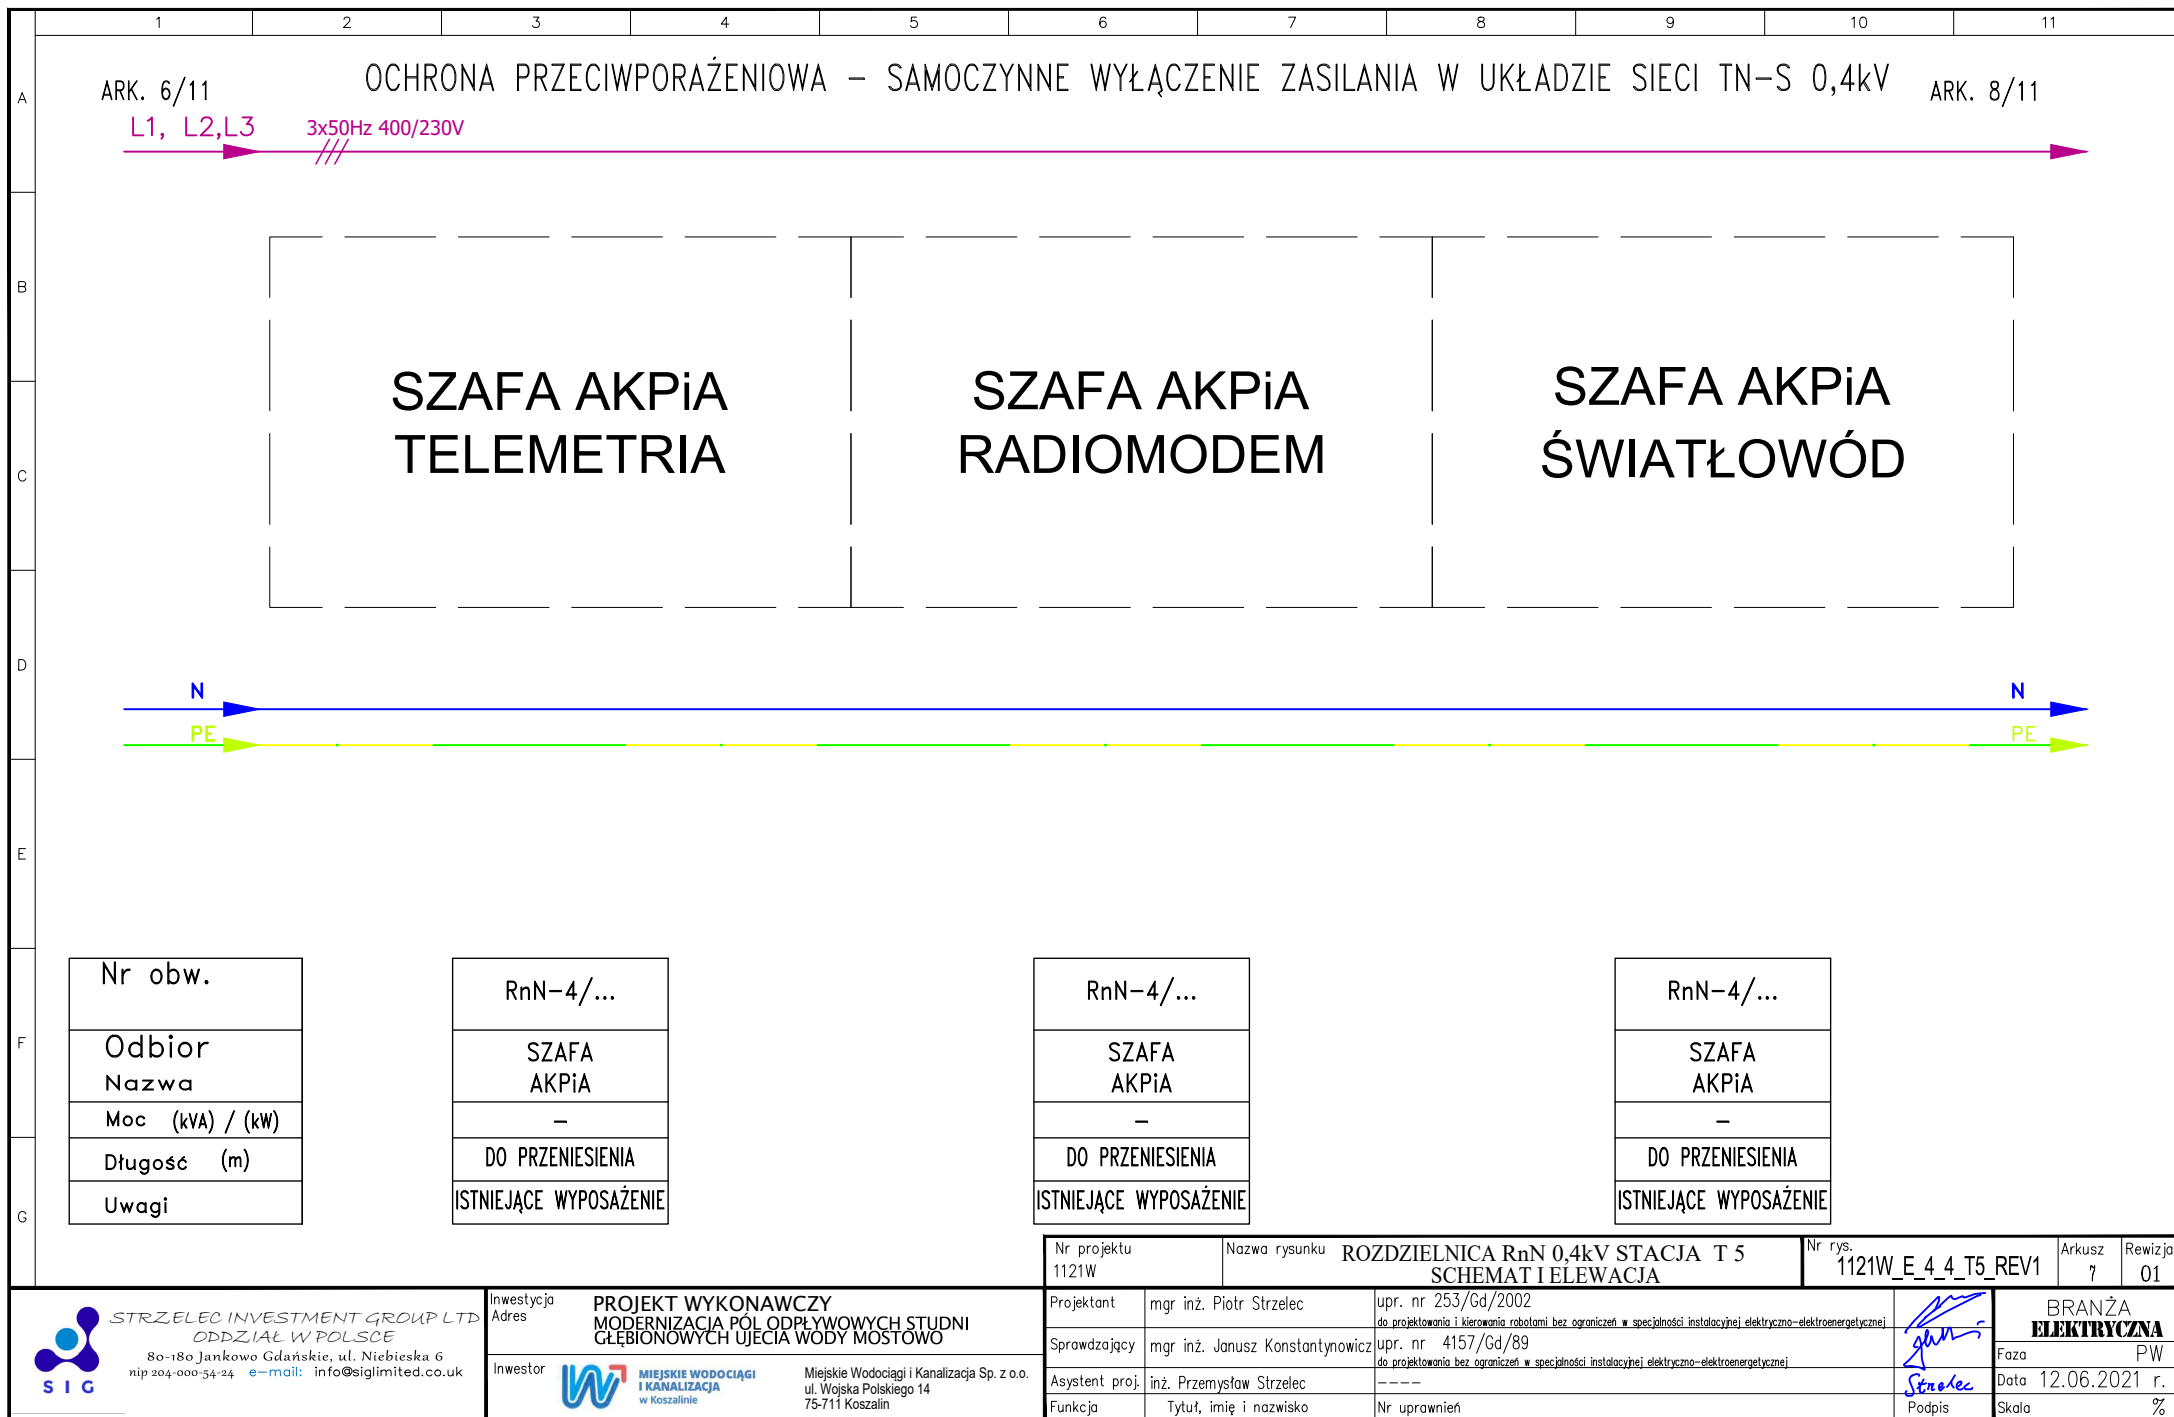 1 2 3 4 5 6 7 8 9 10 11
A
B
C
D
E
F
G
ARK. 6/11
OCHRONA PRZECIWPORAŻENIOWA – SAMOCZYNNE WYŁĄCZENIE ZASILANIA W UKŁADZIE SIECI TN-S 0,4kV
ARK. 8/11
L1, L2,L3
3x50Hz 400/230V
SZAFA AKPiA
TELEMETRIA
SZAFA AKPiA
RADIOMODEM
SZAFA AKPiA
ŚWIATŁOWÓD
N
N
PE
PE
Nr obw.
Odbior
Nazwa
Moc (kVA) / (kW)
Długość (m)
Uwagi
RnN-4/...
SZAFA
AKPiA
–
DO PRZENIESIENIA
ISTNIEJĄCE WYPOSAŻENIE
RnN-4/...
SZAFA
AKPiA
–
DO PRZENIESIENIA
ISTNIEJĄCE WYPOSAŻENIE
RnN-4/...
SZAFA
AKPiA
–
DO PRZENIESIENIA
ISTNIEJĄCE WYPOSAŻENIE
Nr projektu
1121W
Nazwa rysunku
ROZDZIELNICA RnN 0,4kV STACJA T 5
SCHEMAT I ELEWACJA
Nr rys.
1121W_E_4_4_T5_REV1
Arkusz
7
Rewizja
01
SIG
STRZELEC INVESTMENT GROUP LTD
ODDZIAŁ W POLSCE
80-180 Jankowo Gdańskie, ul. Niebieska 6
nip 204-000-54-24 e-mail: info@siglimited.co.uk
Inwestycja
Adres
PROJEKT WYKONAWCZY
MODERNIZACJA PÓL ODPŁYWOWYCH STUDNI
GŁĘBIONOWYCH UJECIA WODY MOSTOWO
Inwestor
MIEJSKIE WODOCIĄGI
I KANALIZACJA
w Koszalinie
Miejskie Wodociągi i Kanalizacja Sp. z o.o.
ul. Wojska Polskiego 14
75-711 Koszalin
Projektant
mgr inż. Piotr Strzelec
upr. nr 253/Gd/2002
do projektowania i kierowania robotami bez ograniczeń w specjalności instalacyjnej elektryczno-elektroenergetycznej
Sprawdzający
mgr inż. Janusz Konstantynowicz
upr. nr 4157/Gd/89
do projektowania bez ograniczeń w specjalności instalacyjnej elektryczno-elektroenergetycznej
Asystent proj.
inż. Przemysław Strzelec
----
Funkcja
Tytuł, imię i nazwisko
Nr uprawnień
Podpis
BRANŻA
ELEKTRYCZNA
Faza PW
Data 12.06.2021 r.
Skala %